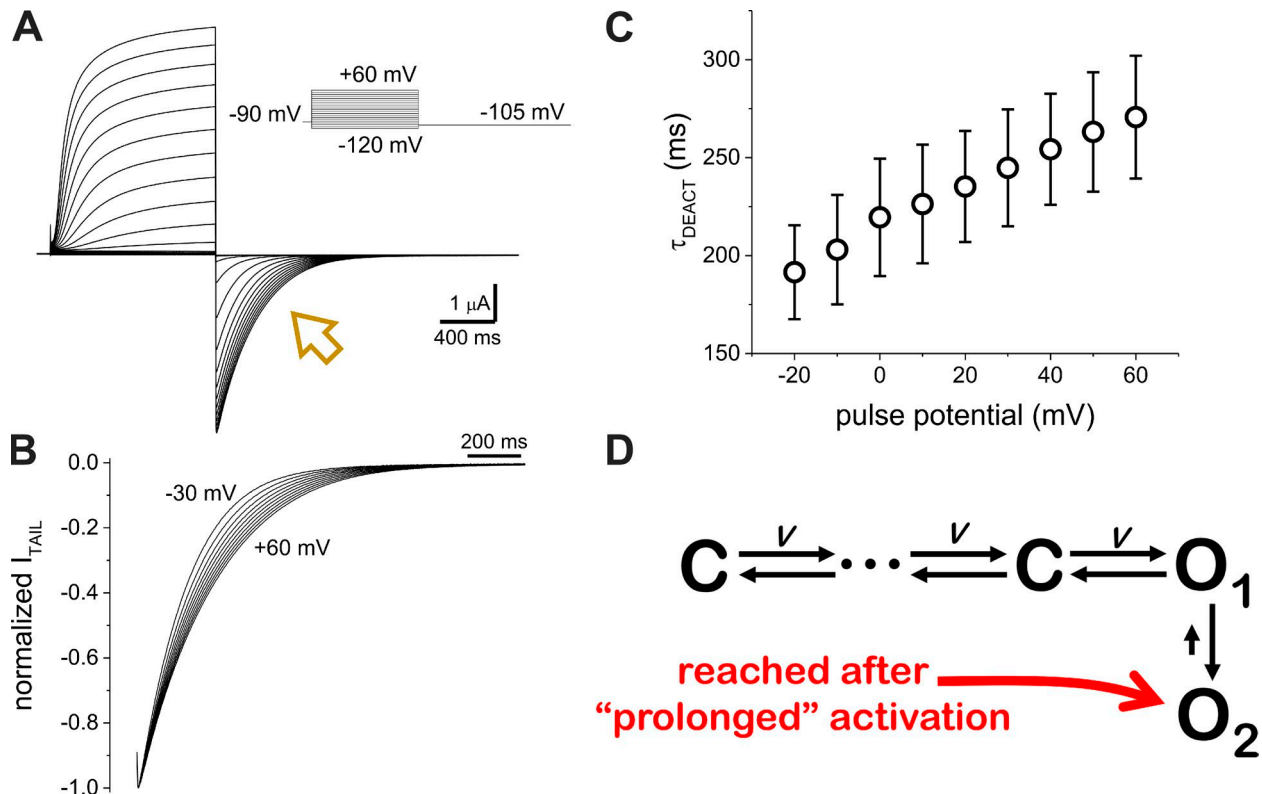 A
+60 mV
-90 mV
-105 mV
-120 mV
1 μA
400 ms
B
200 ms
0.0
-0.2
-0.4
-0.6
-0.8
-1.0
normalized I_TAIL
-30 mV
+60 mV
C
300
250
200
150
τ_DEACT (ms)
-20
0
20
40
60
pulse potential (mV)
D
V
V
V
C
...
C
O1
O2
reached after
“prolonged” activation